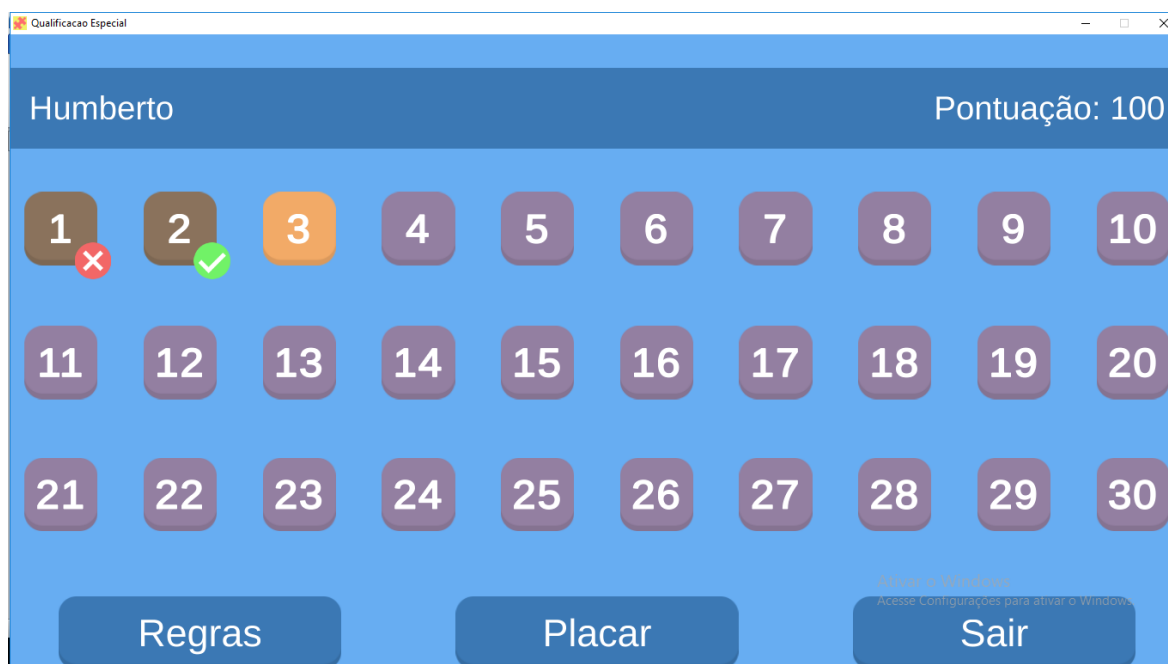 Qualificacao Especial
Humberto
Pontuação: 100
1 2 3 4 5 6 7 8 9 10
11 12 13 14 15 16 17 18 19 20
21 22 23 24 25 26 27 28 29 30
Ativar o Windows
Acesse Configurações para ativar o Windows.
Regras
Placar
Sair